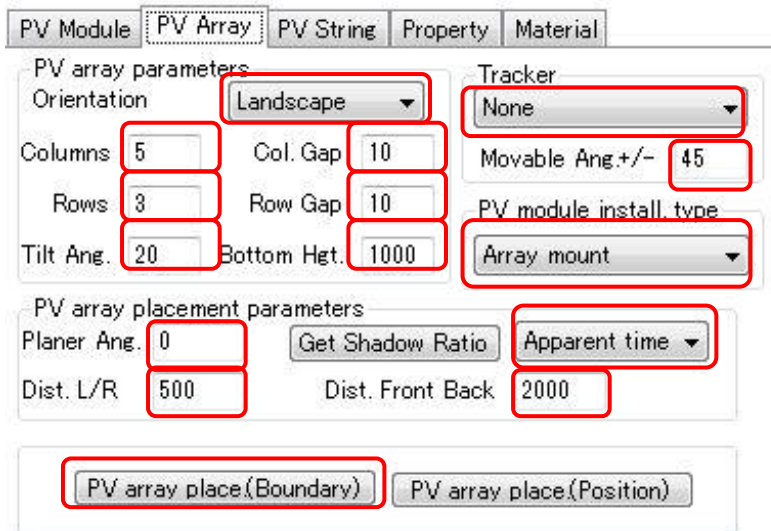 PV Module PV Array PV String Property Material
PV array parameters Tracker
Orientation Landscape None
Columns 5 Col. Gap 10 Movable Ang.+/- 45
Rows 3 Row Gap 10 PV module install. type
Tilt Ang. 20 Bottom Hgt. 1000 Array mount
PV array placement parameters
Planer Ang. 0 Get Shadow Ratio Apparent time
Dist. L/R 500 Dist. Front Back 2000
PV array place.(Boundary) PV array place.(Position)